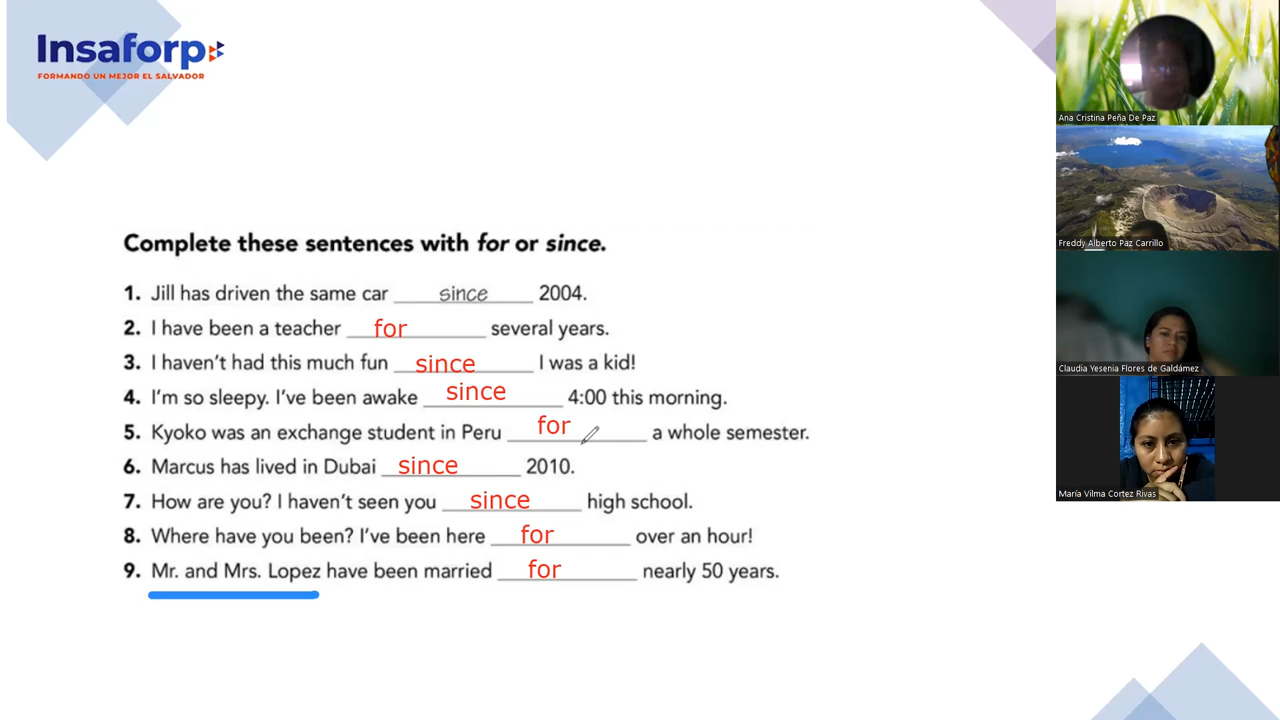 Insaforp
FORMANDO UN MEJOR EL SALVADOR
Complete these sentences with for or since.
1. Jill has driven the same car since 2004.
2. I have been a teacher for several years.
3. I haven't had this much fun since I was a kid!
4. I'm so sleepy. I've been awake since 4:00 this morning.
5. Kyoko was an exchange student in Peru for a whole semester.
6. Marcus has lived in Dubai since 2010.
7. How are you? I haven't seen you since high school.
8. Where have you been? I've been here for over an hour!
9. Mr. and Mrs. Lopez have been married for nearly 50 years.
Ana Cristina Peña De Paz
Freddy Alberto Paz Carrillo
Claudia Yesenia Flores de Galdámez
María Vilma Cortez Rivas